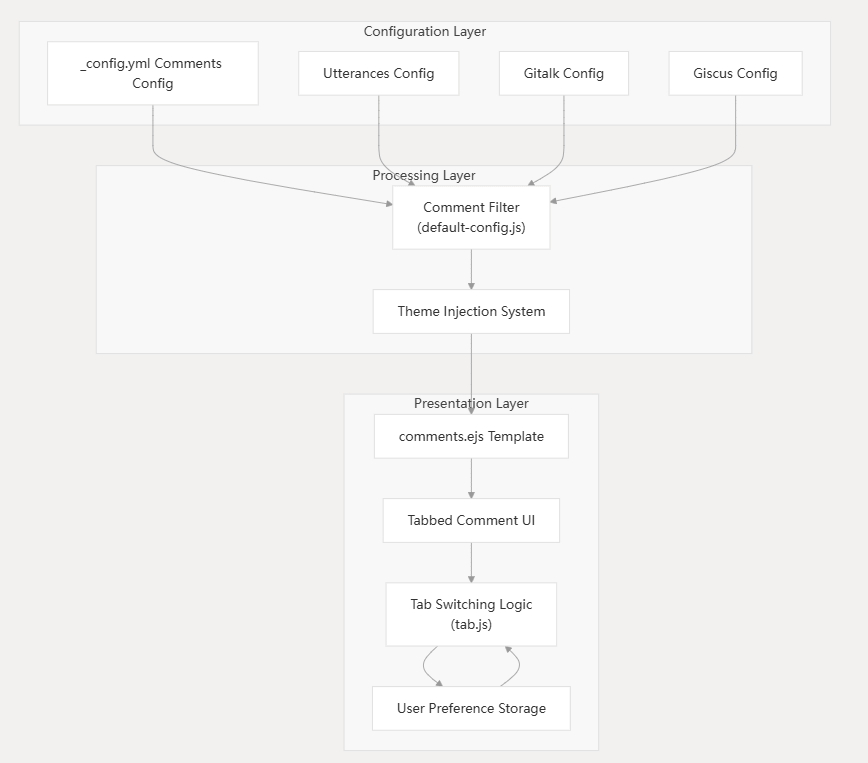 Configuration Layer
_config.yml Comments
Config
Utterances Config
Gitalk Config
Giscus Config
Processing Layer
Comment Filter
(default-config.js)
Theme Injection System
Presentation Layer
comments.ejs Template
Tabbed Comment UI
Tab Switching Logic
(tab.js)
User Preference Storage